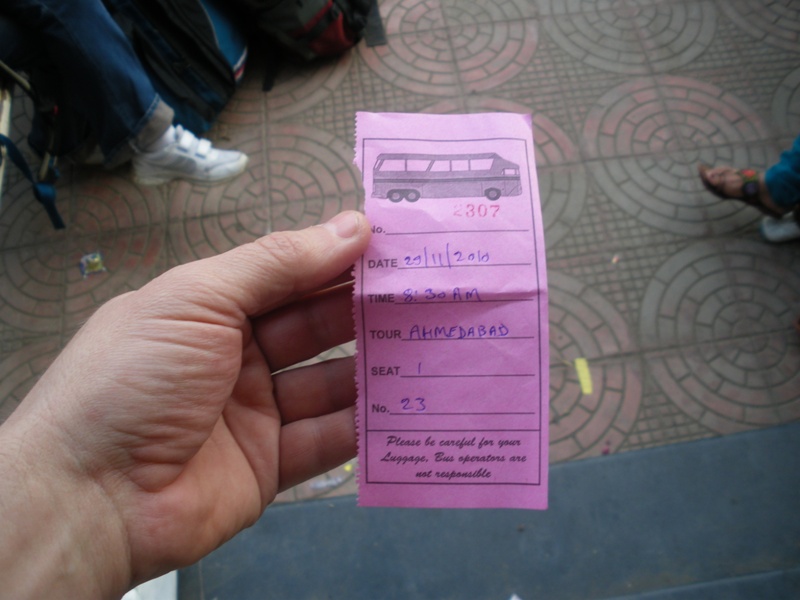 2307
No.
DATE 20/11/2010
TIME 8:30 AM
TOUR AHMEDABAD
SEAT 1
No. 23
Please be careful for your
Luggage. Bus operators are
not responsible